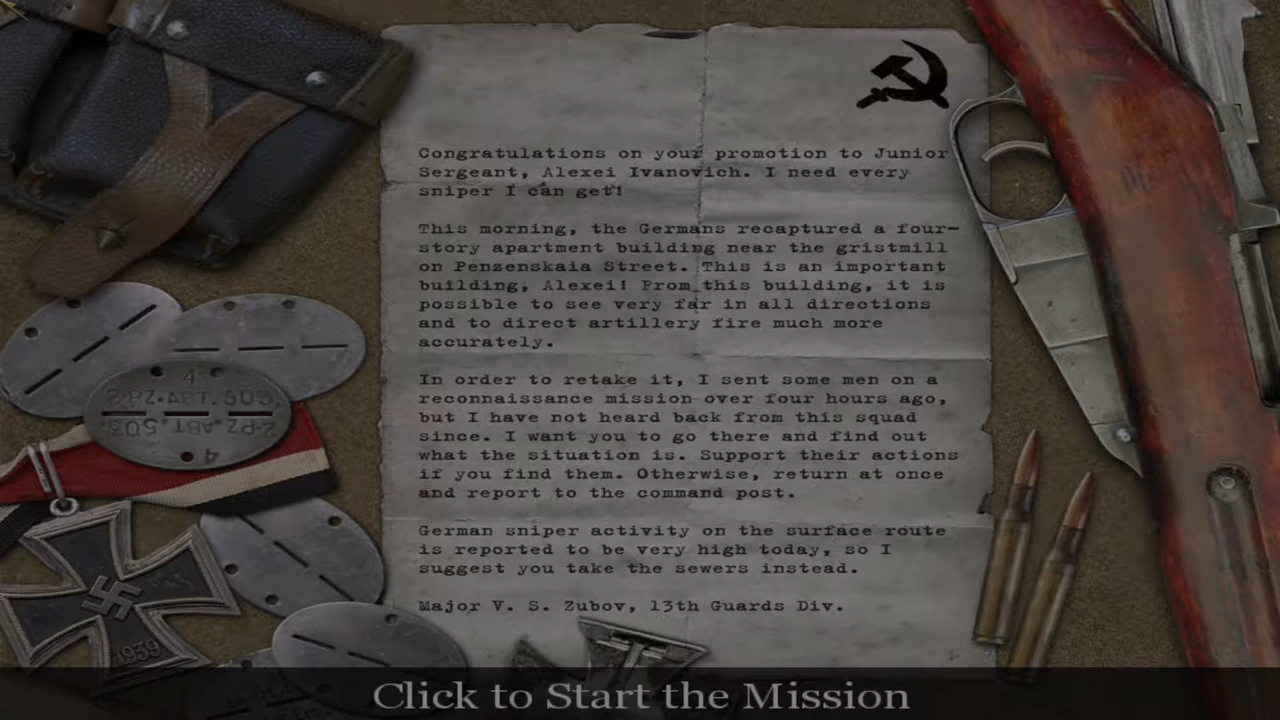 Congratulations on your promotion to Junior
Sergeant, Alexei Ivanovich. I need every
sniper I can get!
This morning, the Germans recaptured a four-
story apartment building near the gristmill
on Penzenskaia Street. This is an important
building, Alexei! From this building, it is
possible to see very far in all directions
and to direct artillery fire much more
accurately.
In order to retake it, I sent some men on a
reconnaissance mission over four hours ago,
but I have not heard back from this squad
since. I want you to go there and find out
what the situation is. Support their actions
if you find them. Otherwise, return at once
and report to the command post.
German sniper activity on the surface route
is reported to be very high today, so I
suggest you take the sewers instead.
Major V. S. Zubov, 13th Guards Div.
4
2-PZ-ABT.503.
2-PZ.ABT.503
4
1939
Click to Start the Mission